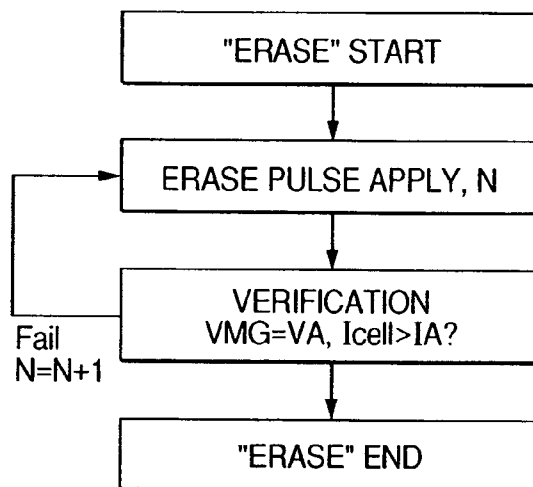 "ERASE" START
ERASE PULSE APPLY, N
VERIFICATION
VMG=VA, Icell>IA?
Fail
N=N+1
"ERASE" END